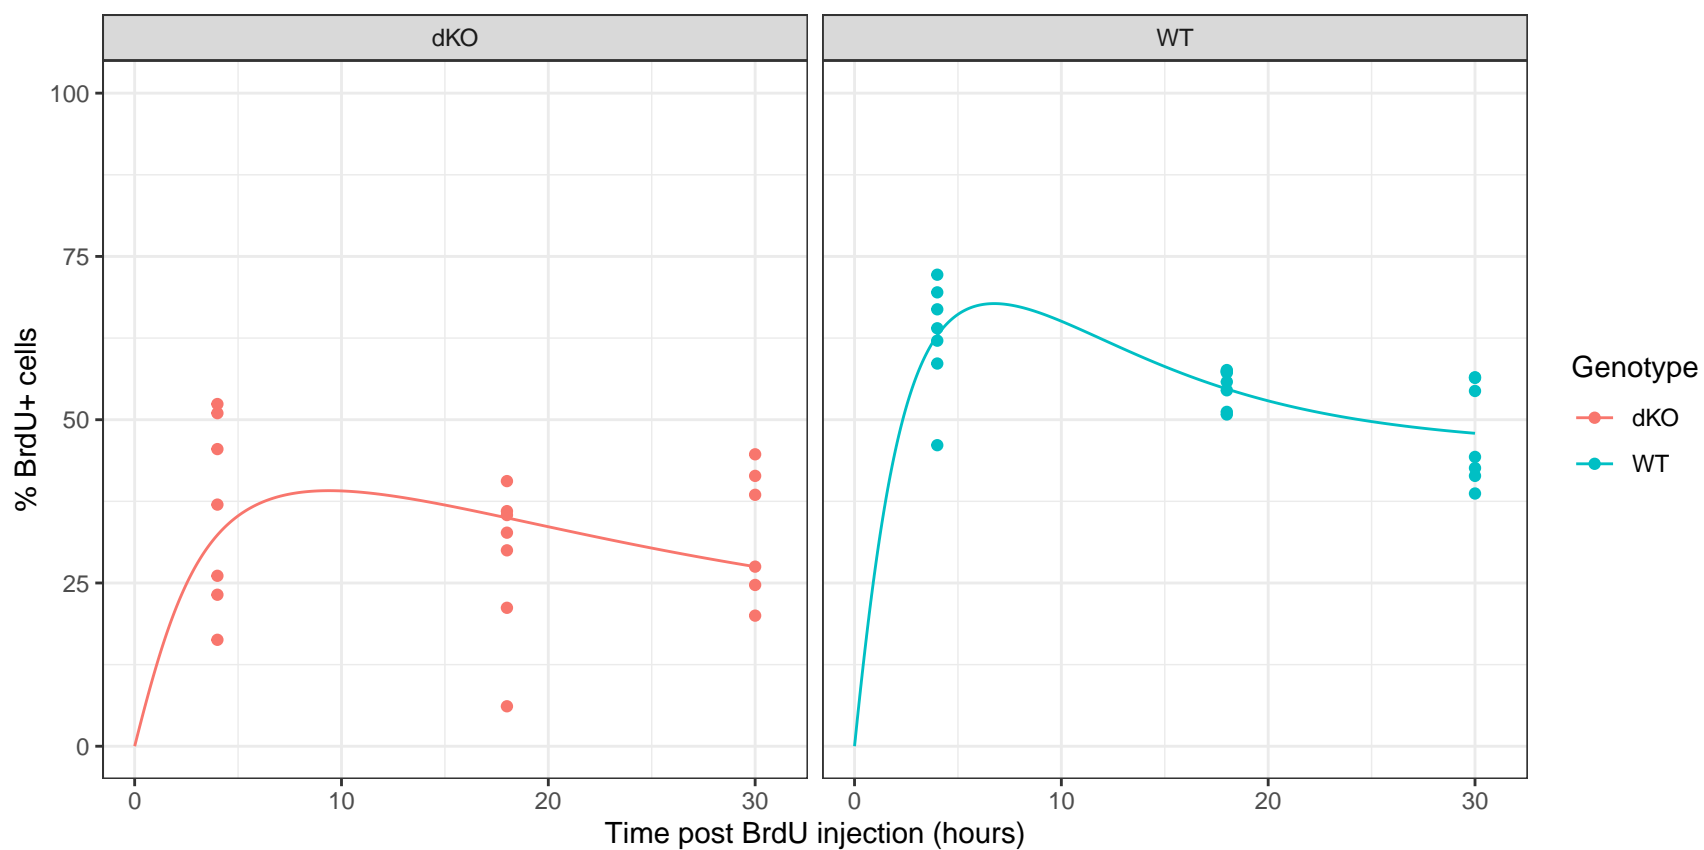 dKO
WT
% BrdU+ cells
100
75
50
25
0
0 10 20 30
0 10 20 30
Time post BrdU injection (hours)
Genotype
dKO
WT